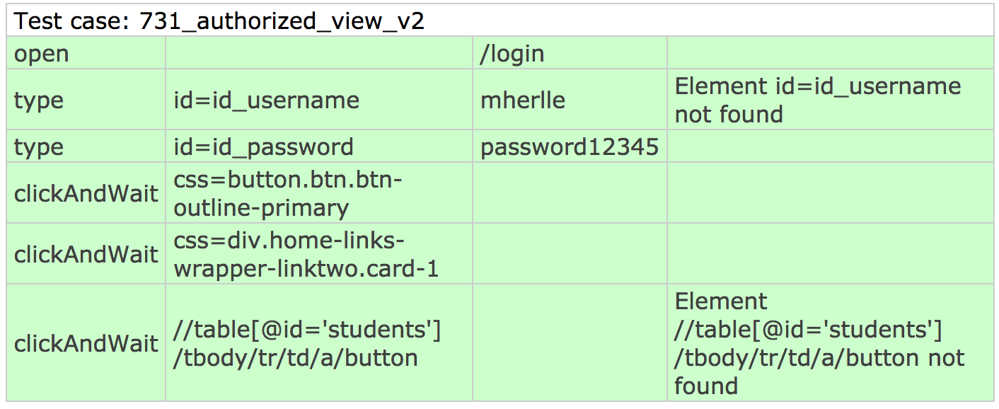 Test case: 731_authorized_view_v2
open /login
type id=id_username mherlle Element id=id_username
not found
type id=id_password password12345
clickAndWait css=button.btn.btn-
outline-primary
clickAndWait css=div.home-links-
wrapper-linktwo.card-1
clickAndWait //table[@id='students']
/tbody/tr/td/a/button
Element
//table[@id='students']
/tbody/tr/td/a/button not
found